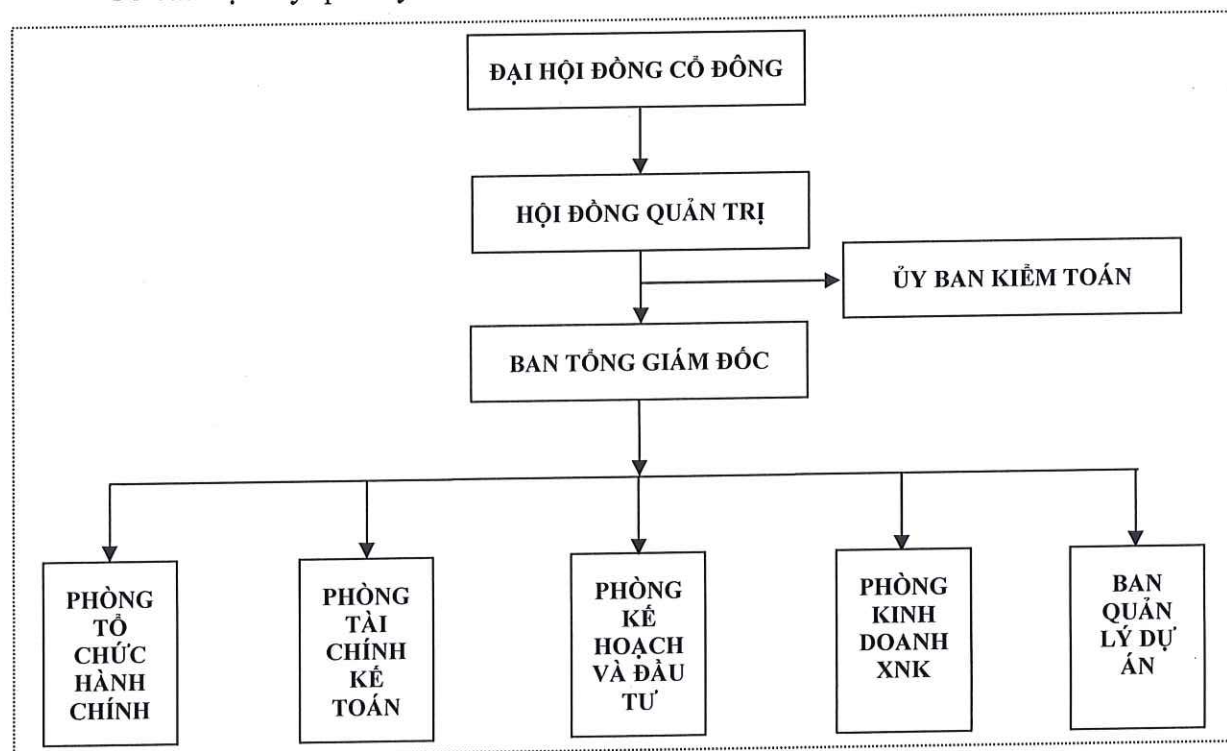 ĐẠI HỘI ĐỒNG CỔ ĐÔNG
HỘI ĐỒNG QUẢN TRỊ
ỦY BAN KIỂM TOÁN
BAN TỔNG GIÁM ĐỐC
PHÒNG
TỔ
CHỨC
HÀNH
CHÍNH
PHÒNG
TÀI
CHÍNH
KẾ
TOÁN
PHÒNG
KẾ
HOẠCH
VÀ ĐẦU
TƯ
PHÒNG
KINH
DOANH
XNK
BAN
QUẢN
LÝ DỰ
ÁN